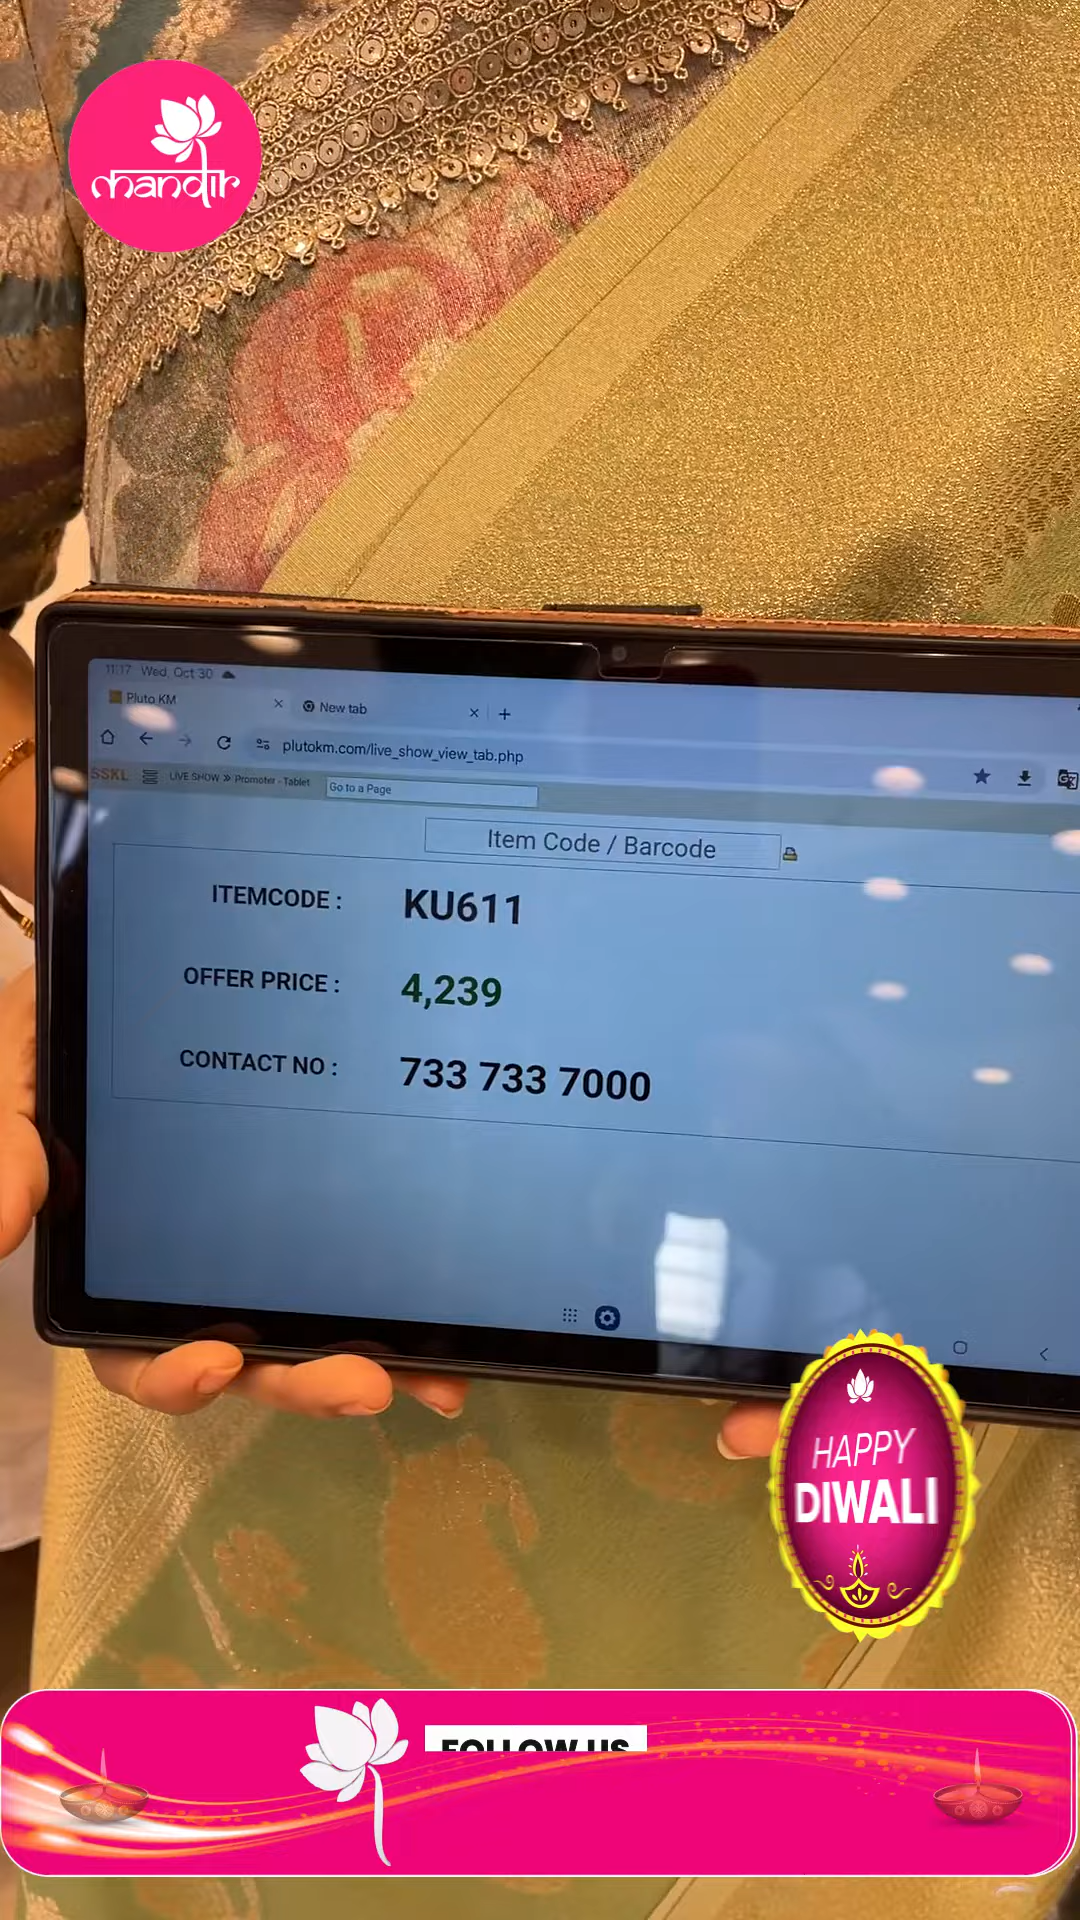 mandir
11:17 Wed, Oct 30
Pluto KM
New tab
plutokm.com/live_show_view_tab.php
SSKL
LIVE SHOW » Promoter - Tablet
Go to a Page
Item Code / Barcode
ITEMCODE : KU611
OFFER PRICE : 4,239
CONTACT NO : 733 733 7000
HAPPY
DIWALI
FOLLOW US